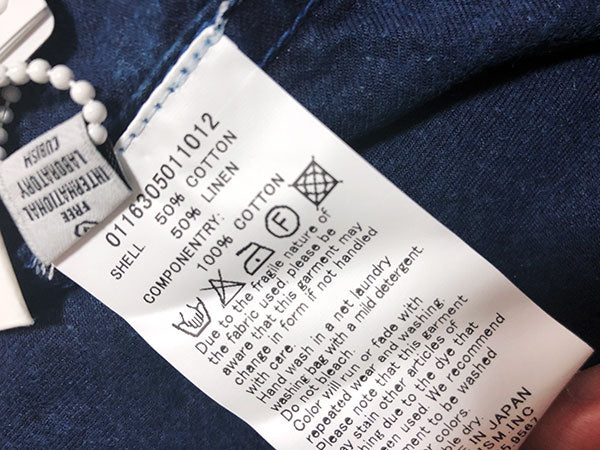 0116305011012
SHELL 50% COTTON
50% LINEN
COMPONENTRY:
100% COTTON
F
Due to the fragile nature of
the fabric used, please be
aware that this garment may
change in form if not handled
with care.
Hand wash in a net laundry
washing bag with a mild detergent.
Do not bleach.
Color will run or fade with
repeated wear and washing.
Please note that this garment
may stain other articles of
due to the dye that
been used. We recommend
to be washed
colors.
dry.
IN JAPAN
FREE
INTERNATIONAL
LABORATORY
CUBISM